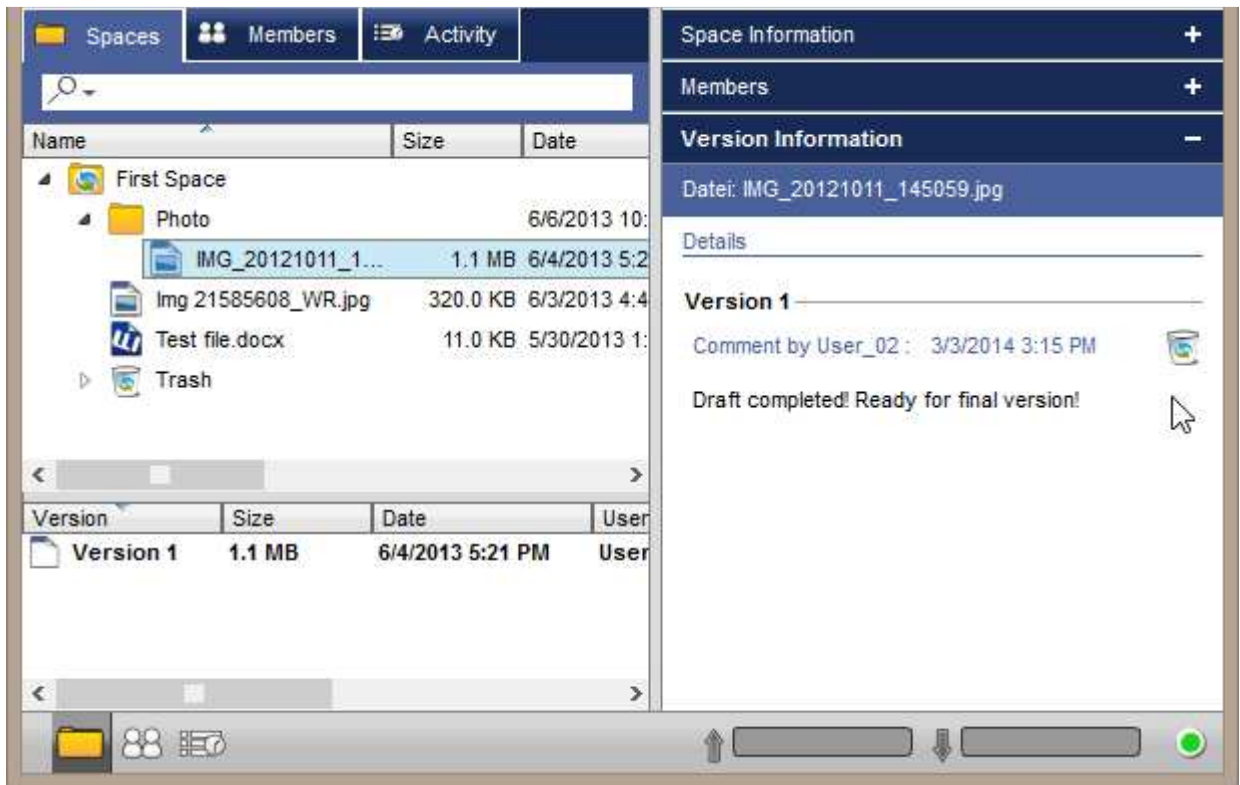 Spaces Members Activity
Name Size Date
First Space
Photo 6/6/2013 10:
IMG_20121011_1... 1.1 MB 6/4/2013 5:2
Img 21585608_WR.jpg 320.0 KB 6/3/2013 4:4
Test file.docx 11.0 KB 5/30/2013 1:
Trash
Version Size Date User
Version 1 1.1 MB 6/4/2013 5:21 PM User
Space Information
Members
Version Information
Datei: IMG_20121011_145059.jpg
Details
Version 1
Comment by User_02 : 3/3/2014 3:15 PM
Draft completed! Ready for final version!